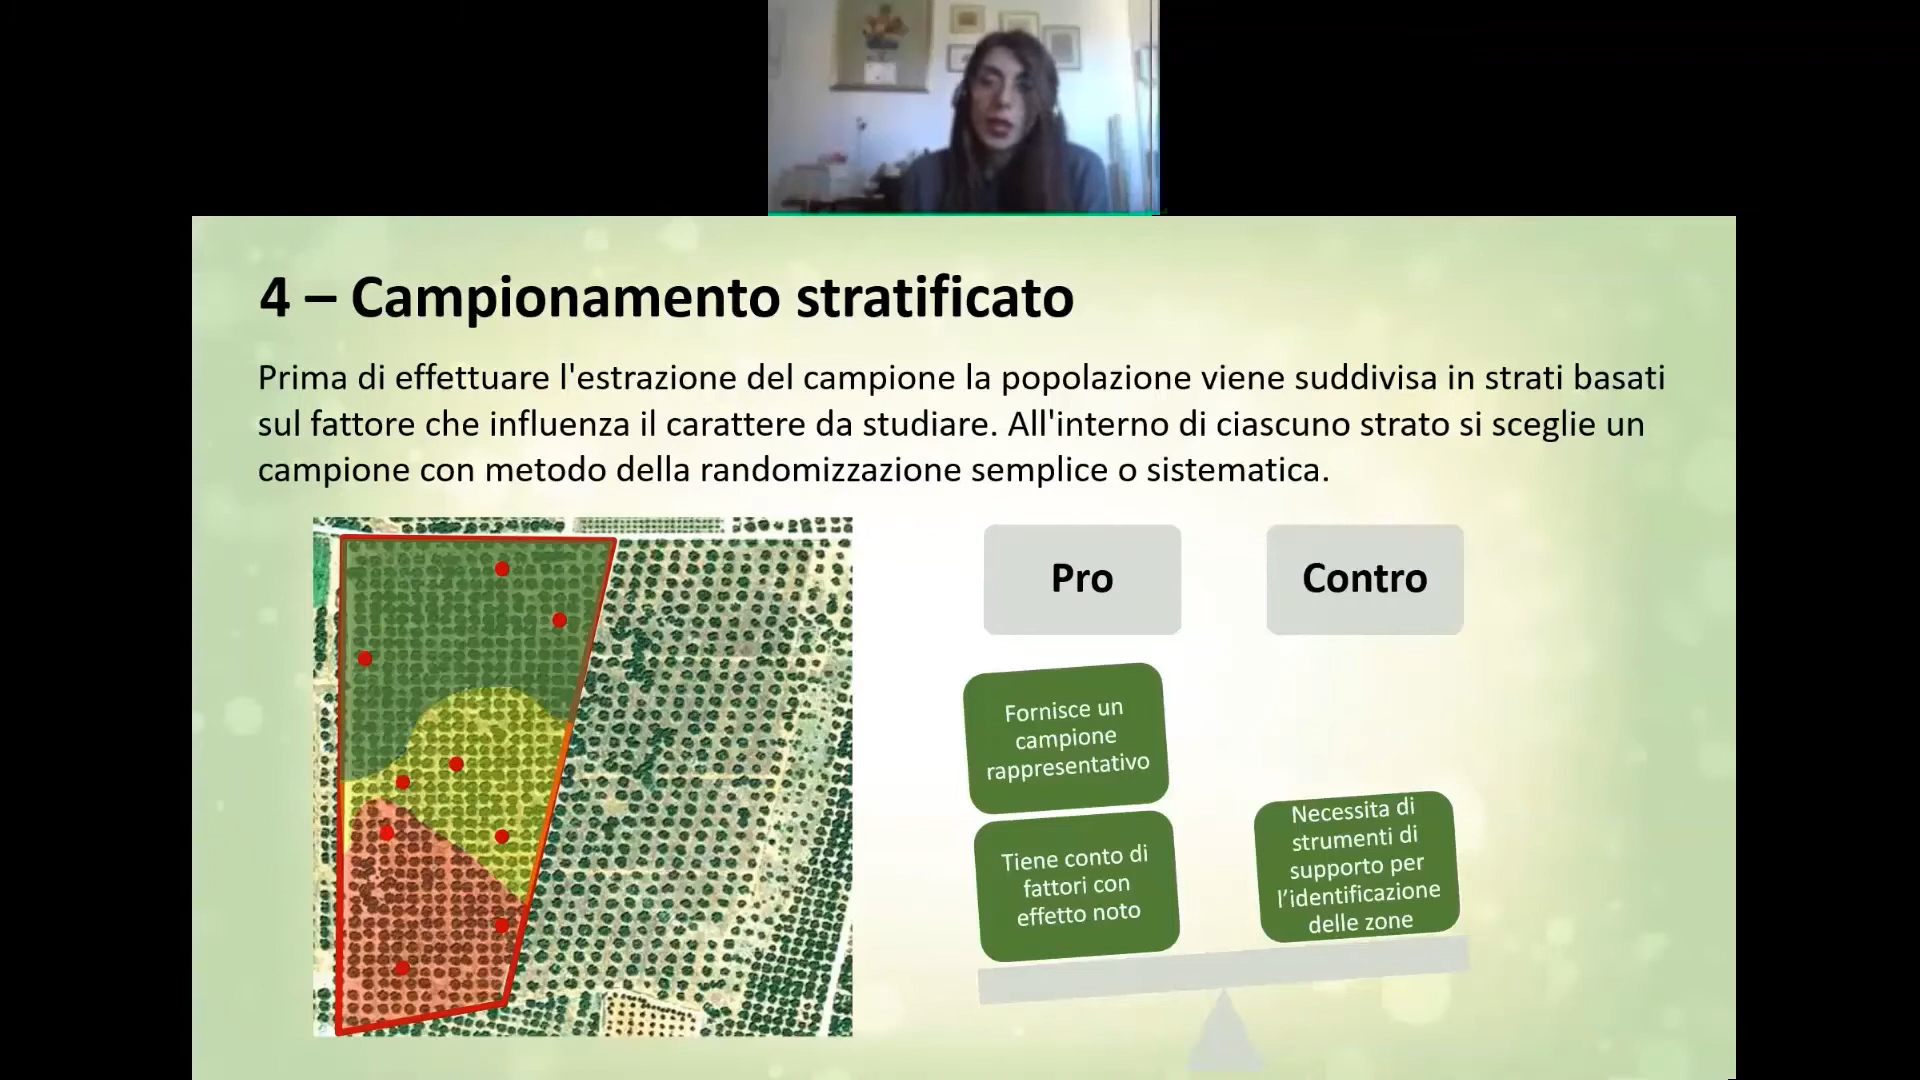 4 – Campionamento stratificato
Prima di effettuare l'estrazione del campione la popolazione viene suddivisa in strati basati
sul fattore che influenza il carattere da studiare. All'interno di ciascuno strato si sceglie un
campione con metodo della randomizzazione semplice o sistematica.
Pro
Contro
Fornisce un
campione
rappresentativo
Tiene conto di
fattori con
effetto noto
Necessita di
strumenti di
supporto per
l’identificazione
delle zone